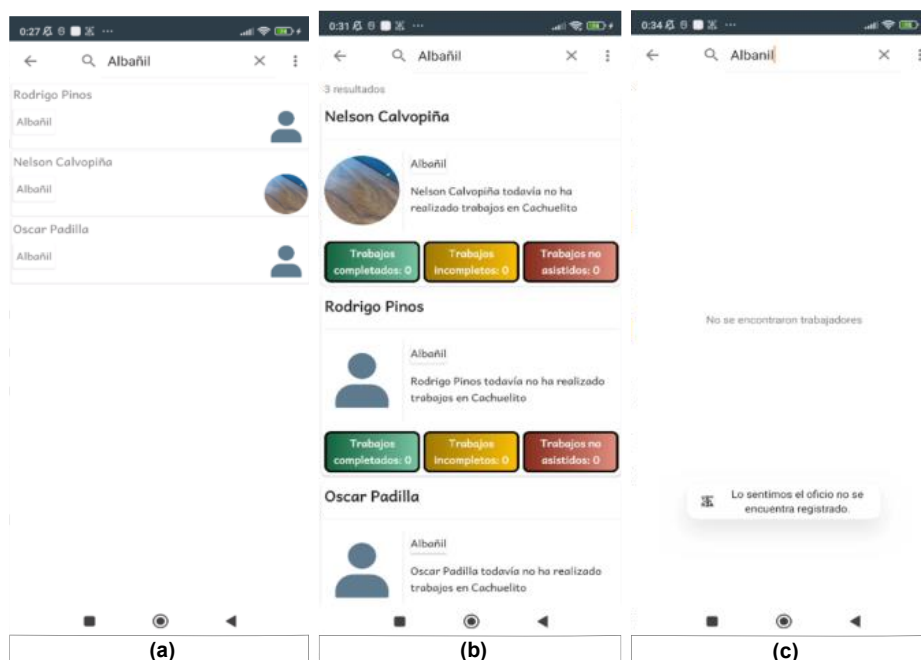 0:27
Albañil
Rodrigo Pinos
Albañil
Nelson Calvopiña
Albañil
Oscar Padilla
Albañil
(a)
0:31
Albañil
3 resultados
Nelson Calvopiña
Albañil
Nelson Calvopiña todavía no ha
realizado trabajos en Cachuelito
Trabajos
completados: 0
Trabajos
incompletos: 0
Trabajos no
asistidos: 0
Rodrigo Pinos
Albañil
Rodrigo Pinos todavía no ha realizado
trabajos en Cachuelito
Trabajos
completados: 0
Trabajos
incompletos: 0
Trabajos no
asistidos: 0
Oscar Padilla
Albañil
Oscar Padilla todavía no ha realizado
trabajos en Cachuelito
(b)
0:34
Albanil
No se encontraron trabajadores
Lo sentimos el oficio no se
encuentra registrado.
(c)